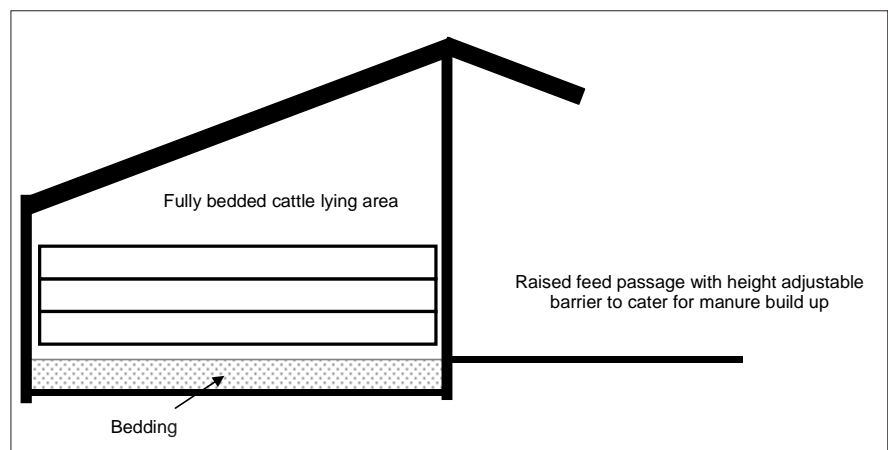 Fully bedded cattle lying area
Raised feed passage with height adjustable
barrier to cater for manure build up
Bedding